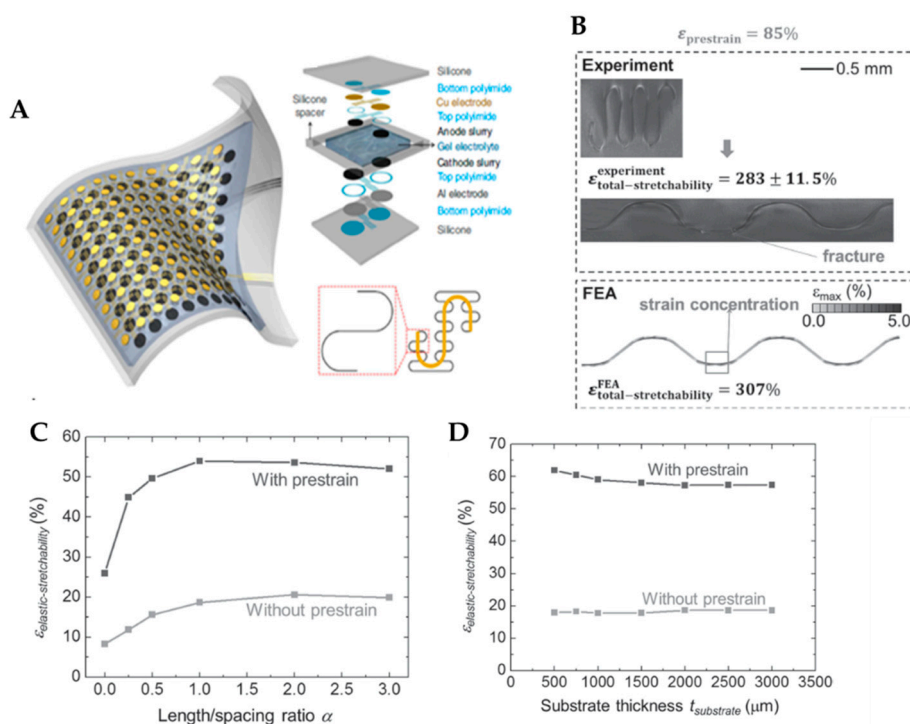 A
Silicone
Bottom polyimide
Cu electrode
Top polyimide
Anode slurry
Gel electrolyte
Cathode slurry
Top polyimide
Al electrode
Bottom polyimide
Silicone
Silicone
spacer
B
εprestrain = 85%
Experiment
0.5 mm
ε experiment total−stretchability = 283 ± 11.5%
fracture
FEA
strain concentration
εmax (%)
0.0 5.0
ε FEA total−stretchability = 307%
C
εelastic-stretchability (%)
60
50
40
30
20
10
0
With prestrain
Without prestrain
0.0 0.5 1.0 1.5 2.0 2.5 3.0
Length/spacing ratio α
D
εelastic-stretchability (%)
70
60
50
40
30
20
10
0
With prestrain
Without prestrain
0 500 1000 1500 2000 2500 3000 3500
Substrate thickness tsubstrate (μm)